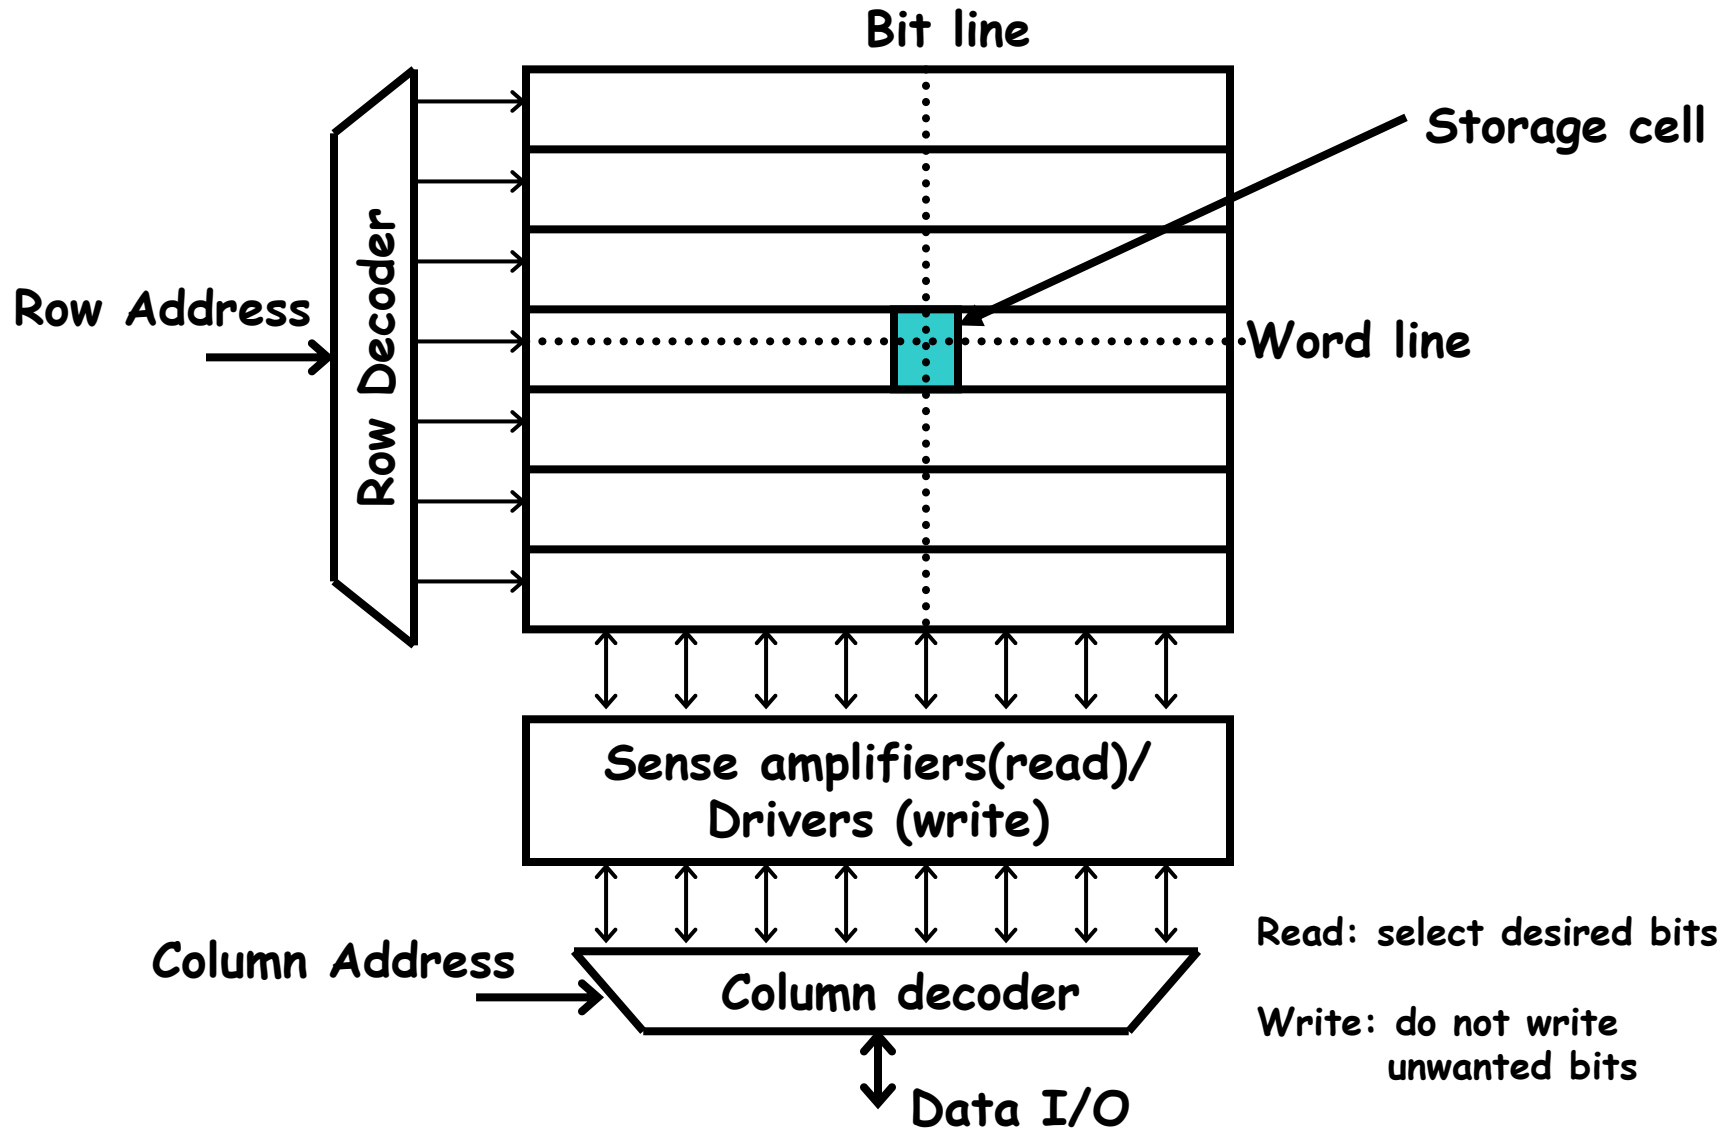 Bit line
Storage cell
Row Address
Row Decoder
Word line
Sense amplifiers(read)/
Drivers (write)
Column Address
Column decoder
Read: select desired bits
Write: do not write
unwanted bits
Data I/O